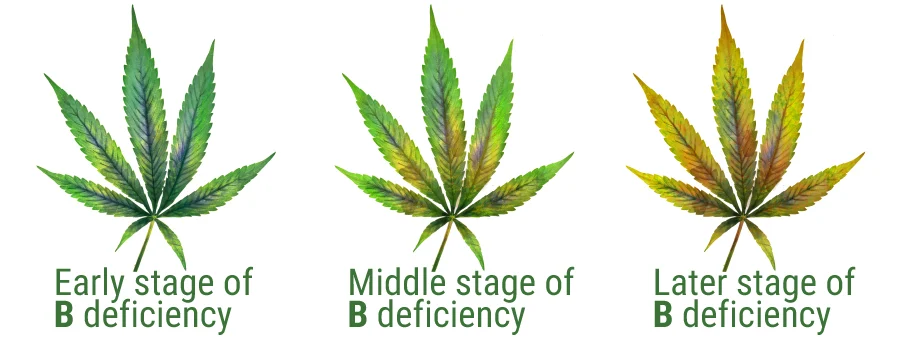 Early stage of
B deficiency
Middle stage of
B deficiency
Later stage of
B deficiency